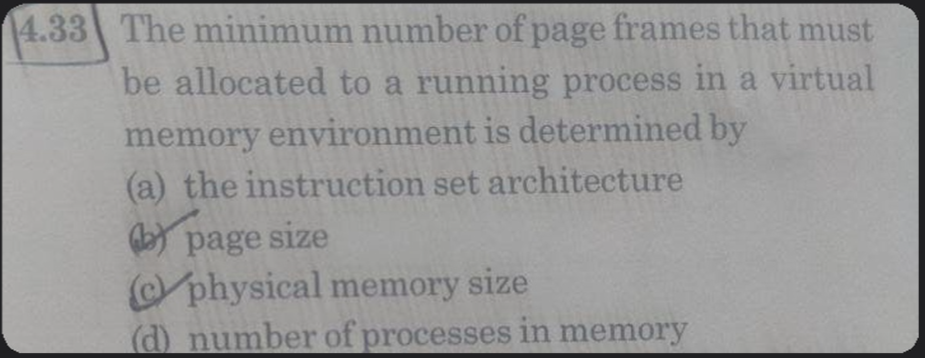 4.33 The minimum number of page frames that must
be allocated to a running process in a virtual
memory environment is determined by
(a) the instruction set architecture
(b) page size
(c) physical memory size
(d) number of processes in memory